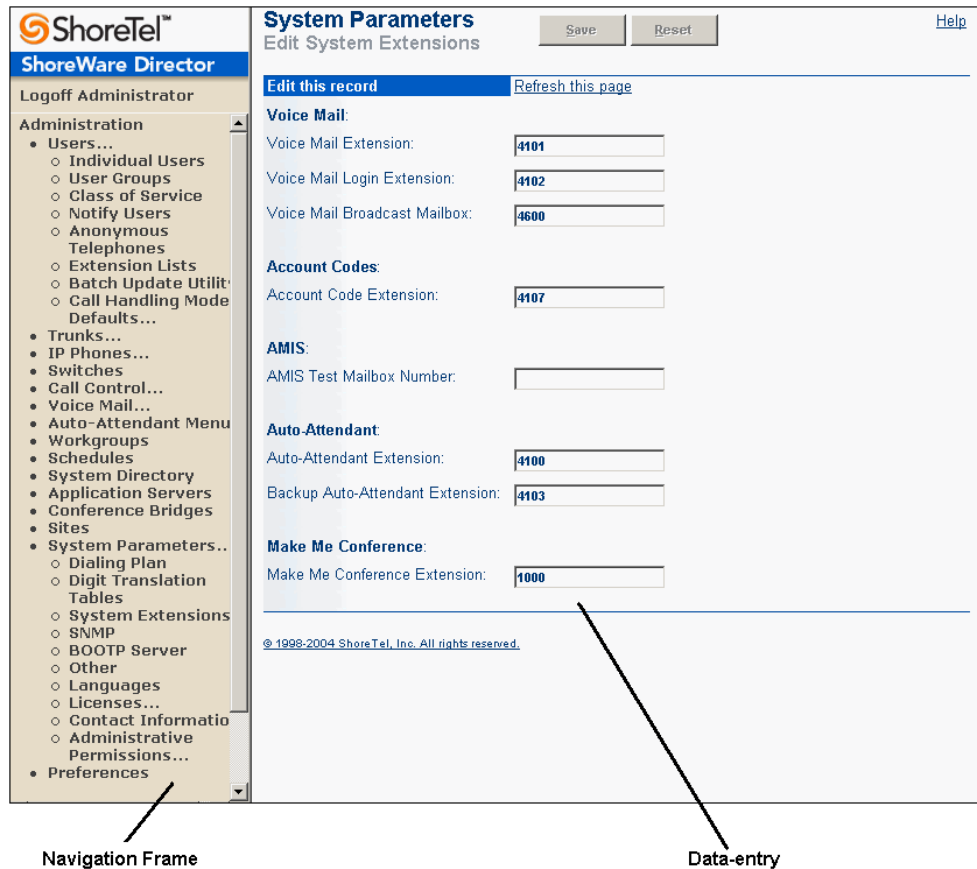 ShoreTel™
ShoreWare Director
Logoff Administrator
Administration
• Users...
○ Individual Users
○ User Groups
○ Class of Service
○ Notify Users
○ Anonymous
Telephones
○ Extension Lists
○ Batch Update Utilit
○ Call Handling Mode
Defaults...
• Trunks...
• IP Phones...
• Switches
• Call Control...
• Voice Mail...
• Auto-Attendant Menu
• Workgroups
• Schedules
• System Directory
• Application Servers
• Conference Bridges
• Sites
• System Parameters..
○ Dialing Plan
○ Digit Translation
Tables
○ System Extensions
○ SNMP
○ BOOTP Server
○ Other
○ Languages
○ Licenses...
○ Contact Informatio
○ Administrative
Permissions...
• Preferences
System Parameters
Edit System Extensions
Save Reset
Help
Edit this record Refresh this page
Voice Mail:
Voice Mail Extension: 4101
Voice Mail Login Extension: 4102
Voice Mail Broadcast Mailbox: 4600
Account Codes:
Account Code Extension: 4107
AMIS:
AMIS Test Mailbox Number:
Auto-Attendant:
Auto-Attendant Extension: 4100
Backup Auto-Attendant Extension: 4103
Make Me Conference:
Make Me Conference Extension: 1000
© 1998-2004 ShoreTel, Inc. All rights reserved.
Navigation Frame
Data-entry